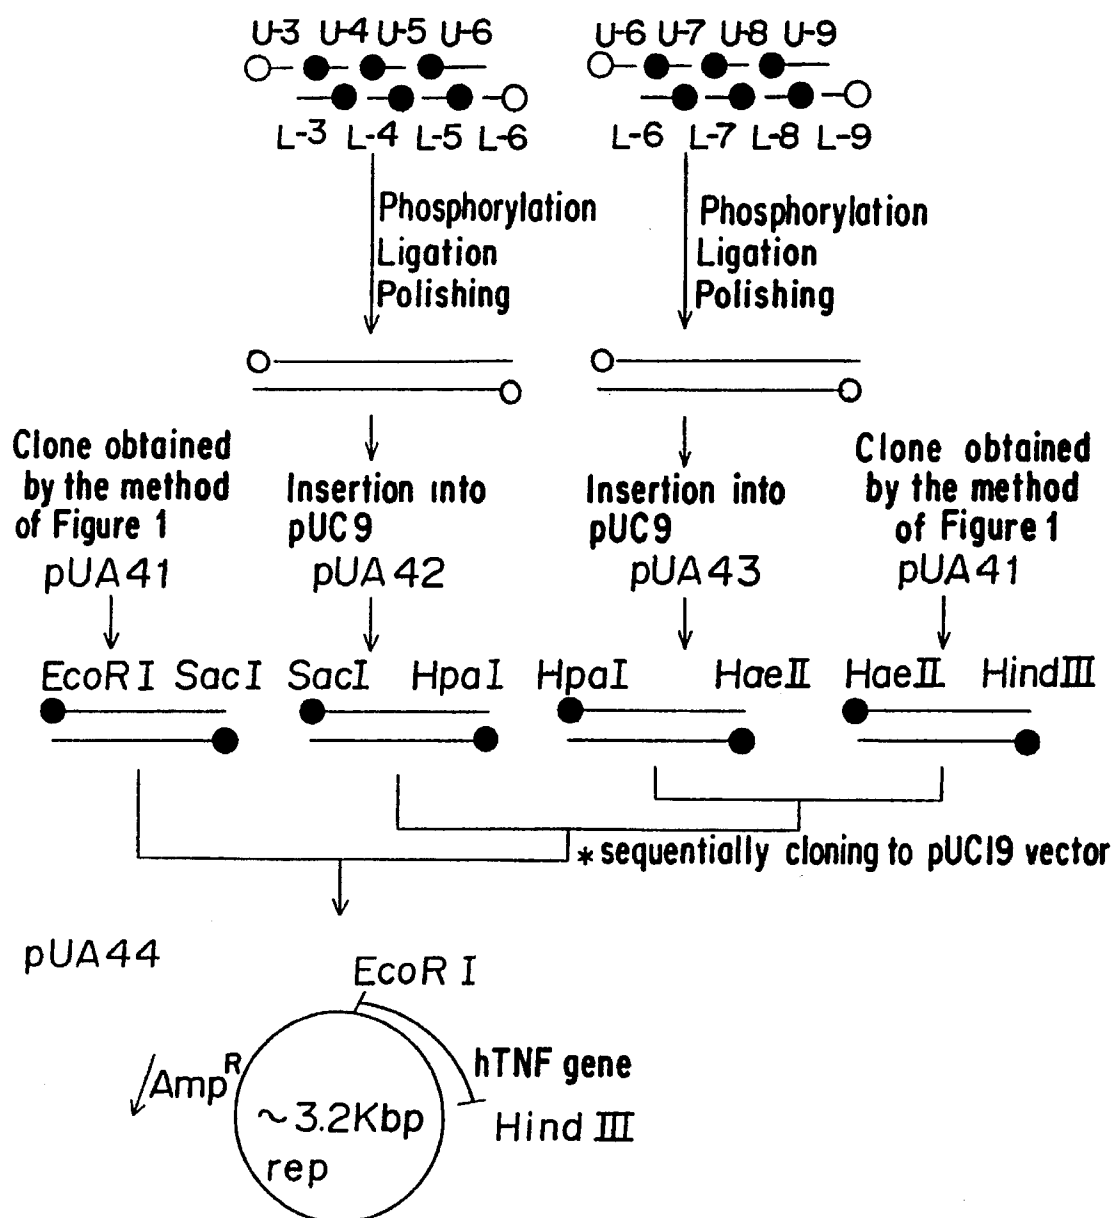 U-3 U-4 U-5 U-6
U-6 U-7 U-8 U-9
L-3 L-4 L-5 L-6
L-6 L-7 L-8 L-9
Phosphorylation
Ligation
Polishing
Phosphorylation
Ligation
Polishing
Clone obtained
by the method
of Figure 1
pUA41
Insertion into
pUC9
pUA42
Insertion into
pUC9
pUA43
Clone obtained
by the method
of Figure 1
pUA41
EcoRI SacI
SacI HpaI
HpaI HaeII
HaeII HindIII
* sequentially cloning to pUC19 vector
pUA44
EcoRI
hTNF gene
Hind III
Amp^R
~3.2Kbp
rep